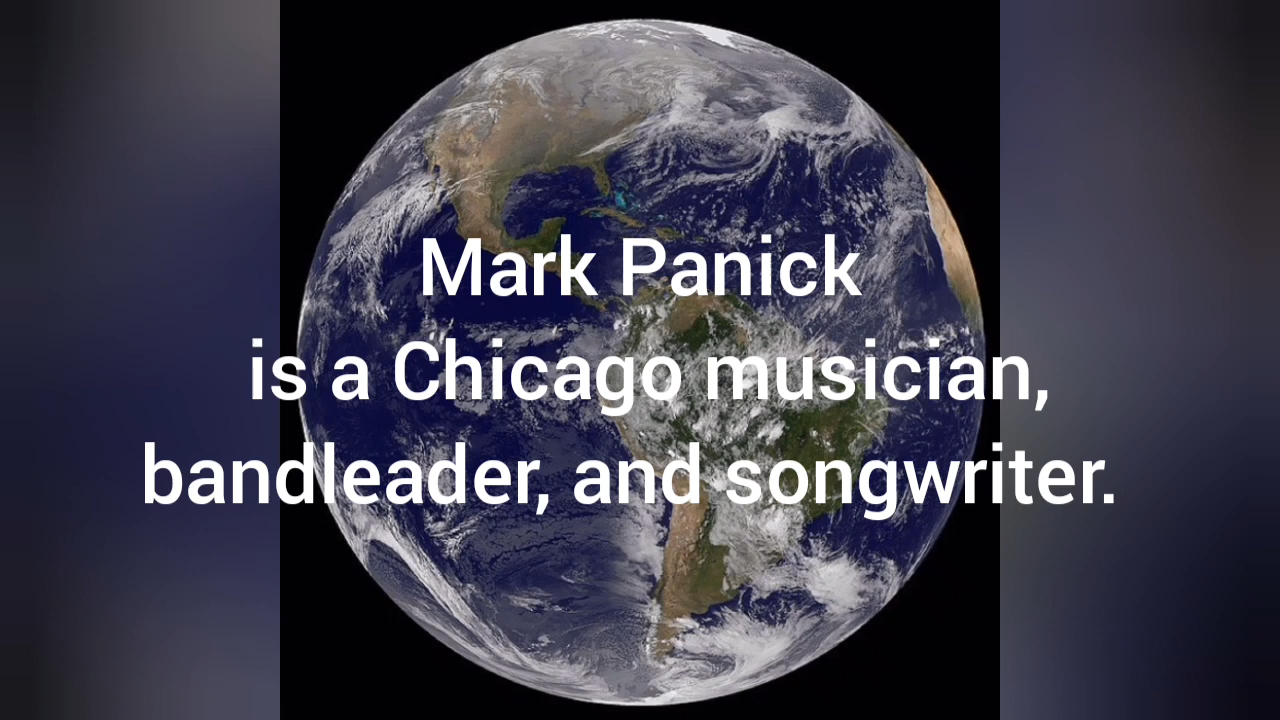 Mark Panick
is a Chicago musician,
bandleader, and songwriter.